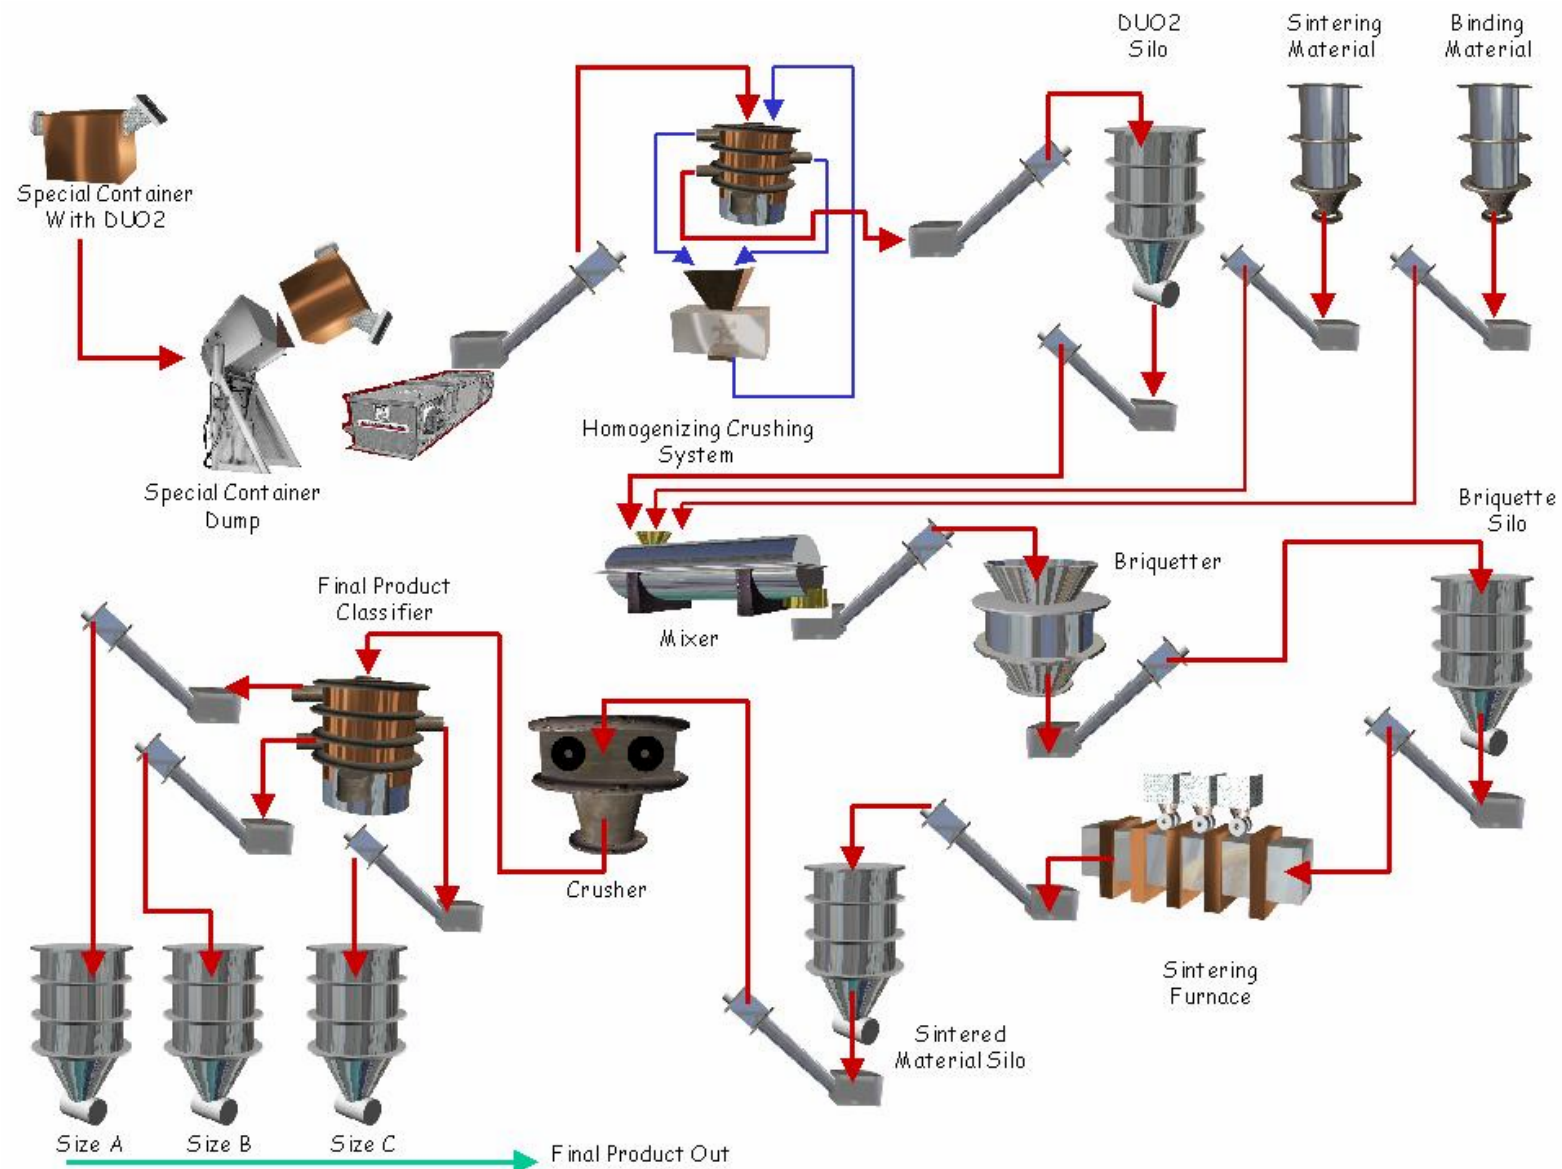 DUO2
Silo
Sintering
Material
Binding
Material
Special Container
With DUO2
Homogenizing Crushing
System
Special Container
Dump
Briquette
Silo
Briquetter
Final Product
Classifier
Mixer
Crusher
Sintering
Furnace
Sintered
Material Silo
Size A
Size B
Size C
Final Product Out